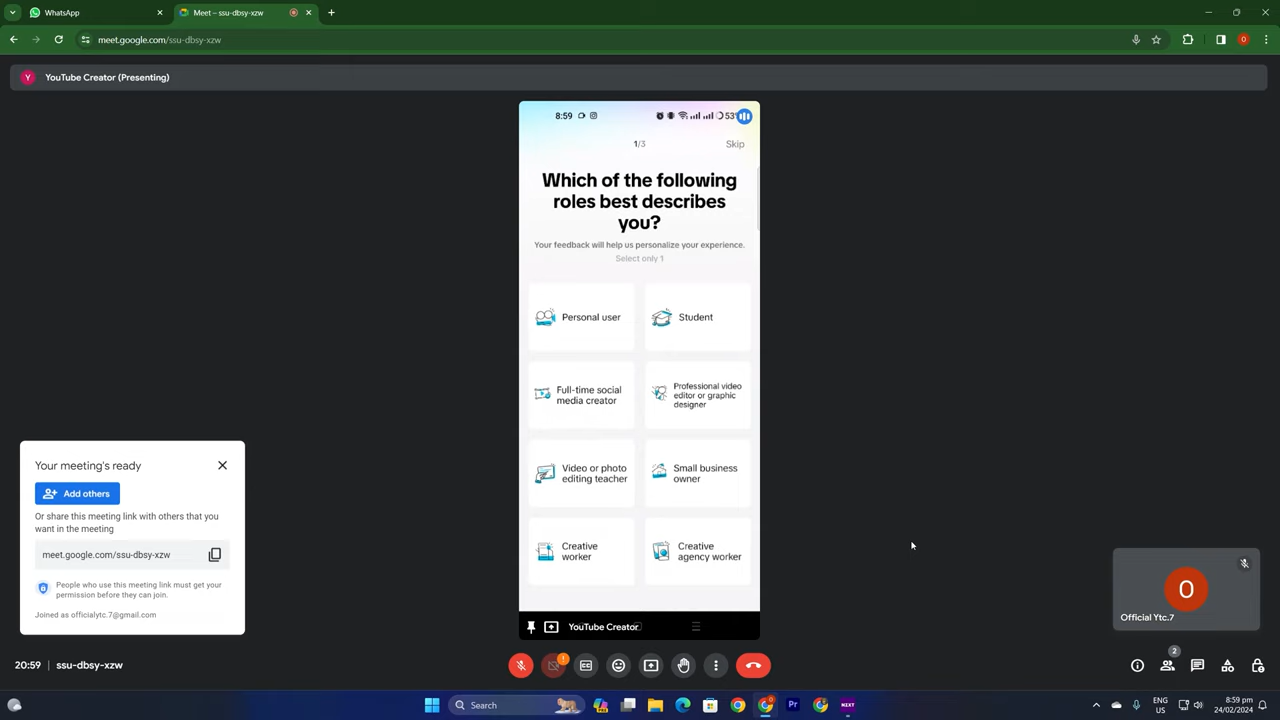 WhatsApp
Meet – ssu-dbsy-xzw
meet.google.com/ssu-dbsy-xzw
O
Y
YouTube Creator (Presenting)
8:59
53%
1/3
Skip
Which of the following
roles best describes
you?
Your feedback will help us personalize your experience.
Select only 1
Personal user
Student
Full-time social
media creator
Professional video
editor or graphic
designer
Video or photo
editing teacher
Small business
owner
Creative
worker
Creative
agency worker
YouTube Creator
Your meeting's ready
Add others
Or share this meeting link with others that you
want in the meeting
meet.google.com/ssu-dbsy-xzw
People who use this meeting link must get your
permission before they can join.
Joined as officialytc.7@gmail.com
O
Official Ytc.7
20:59
ssu-dbsy-xzw
2
Search
Pr
NEXT
ENG
8:59 pm
24/02/2024